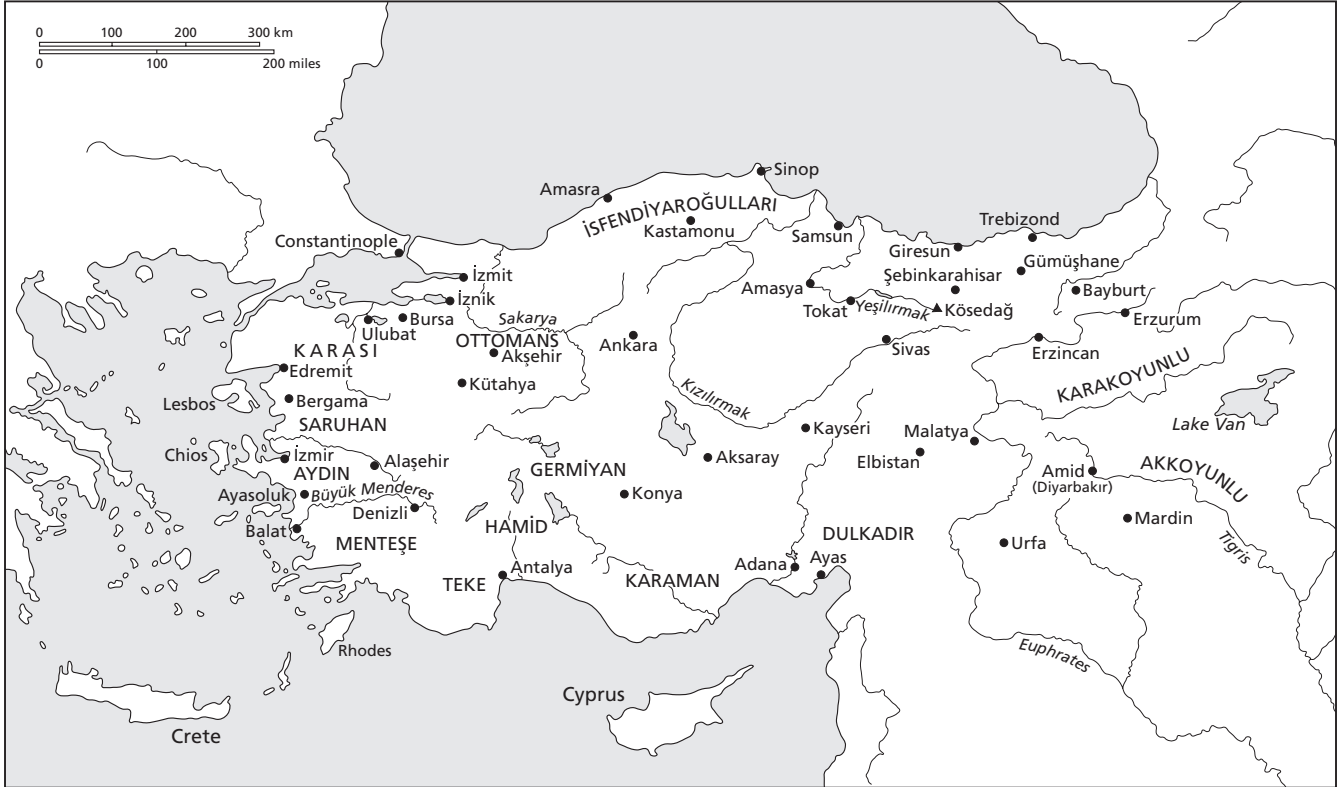 0 100 200 300 km
0 100 200 miles
Sinop
Amasra
İSFENDİYAROĞULLARI
Kastamonu
Samsun
Trebizond
Constantinople
Giresun
Gümüşhane
İzmit
Şebinkarahisar
Amasya
Bayburt
İznik
Tokat
Yeşilırmak
Kösedağ
Erzurum
Bursa
Sakarya
Ulubat
OTTOMANS
Ankara
Sivas
Erzincan
KARASI
Akşehir
KARAKOYUNLU
Edremit
Kütahya
Kızılırmak
Lesbos
Bergama
Lake Van
SARUHAN
Kayseri
Malatya
Chios
İzmir
Alaşehir
GERMİYAN
Aksaray
Elbistan
AYDIN
Amid
(Diyarbakır)
AKKOYUNLU
Ayasoluk
Büyük Menderes
Konya
Denizli
Mardin
Balat
HAMİD
MENTEŞE
DULKADIR
Urfa
Tigris
Antalya
Adana
Ayas
TEKE
KARAMAN
Rhodes
Euphrates
Cyprus
Crete